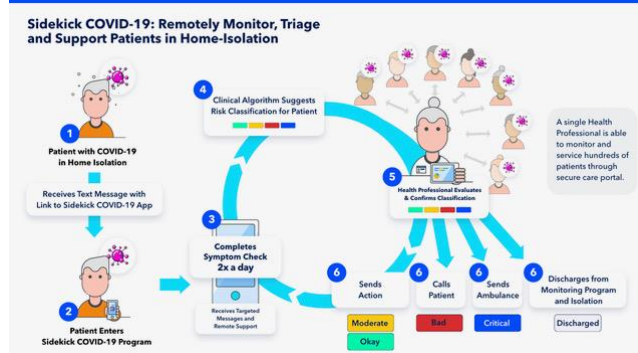 Sidekick COVID-19: Remotely Monitor, Triage
and Support Patients in Home-Isolation
1
Patient with COVID-19
in Home Isolation
Receives Text Message with
Link to Sidekick COVID-19 App
2
Patient Enters
Sidekick COVID-19 Program
3
Completes
Symptom Check
2x a day
Receives Targeted
Messages and
Remote Support
4
Clinical Algorithm Suggests
Risk Classification for Patient
5
Health Professional Evaluates
& Confirms Classification
A single Health
Professional is able
to monitor and
service hundreds of
patients through
secure care portal.
6
Sends
Action
Moderate
Okay
6
Calls
Patient
Bad
6
Sends
Ambulance
Critical
6
Discharges from
Monitoring Program
and Isolation
Discharged